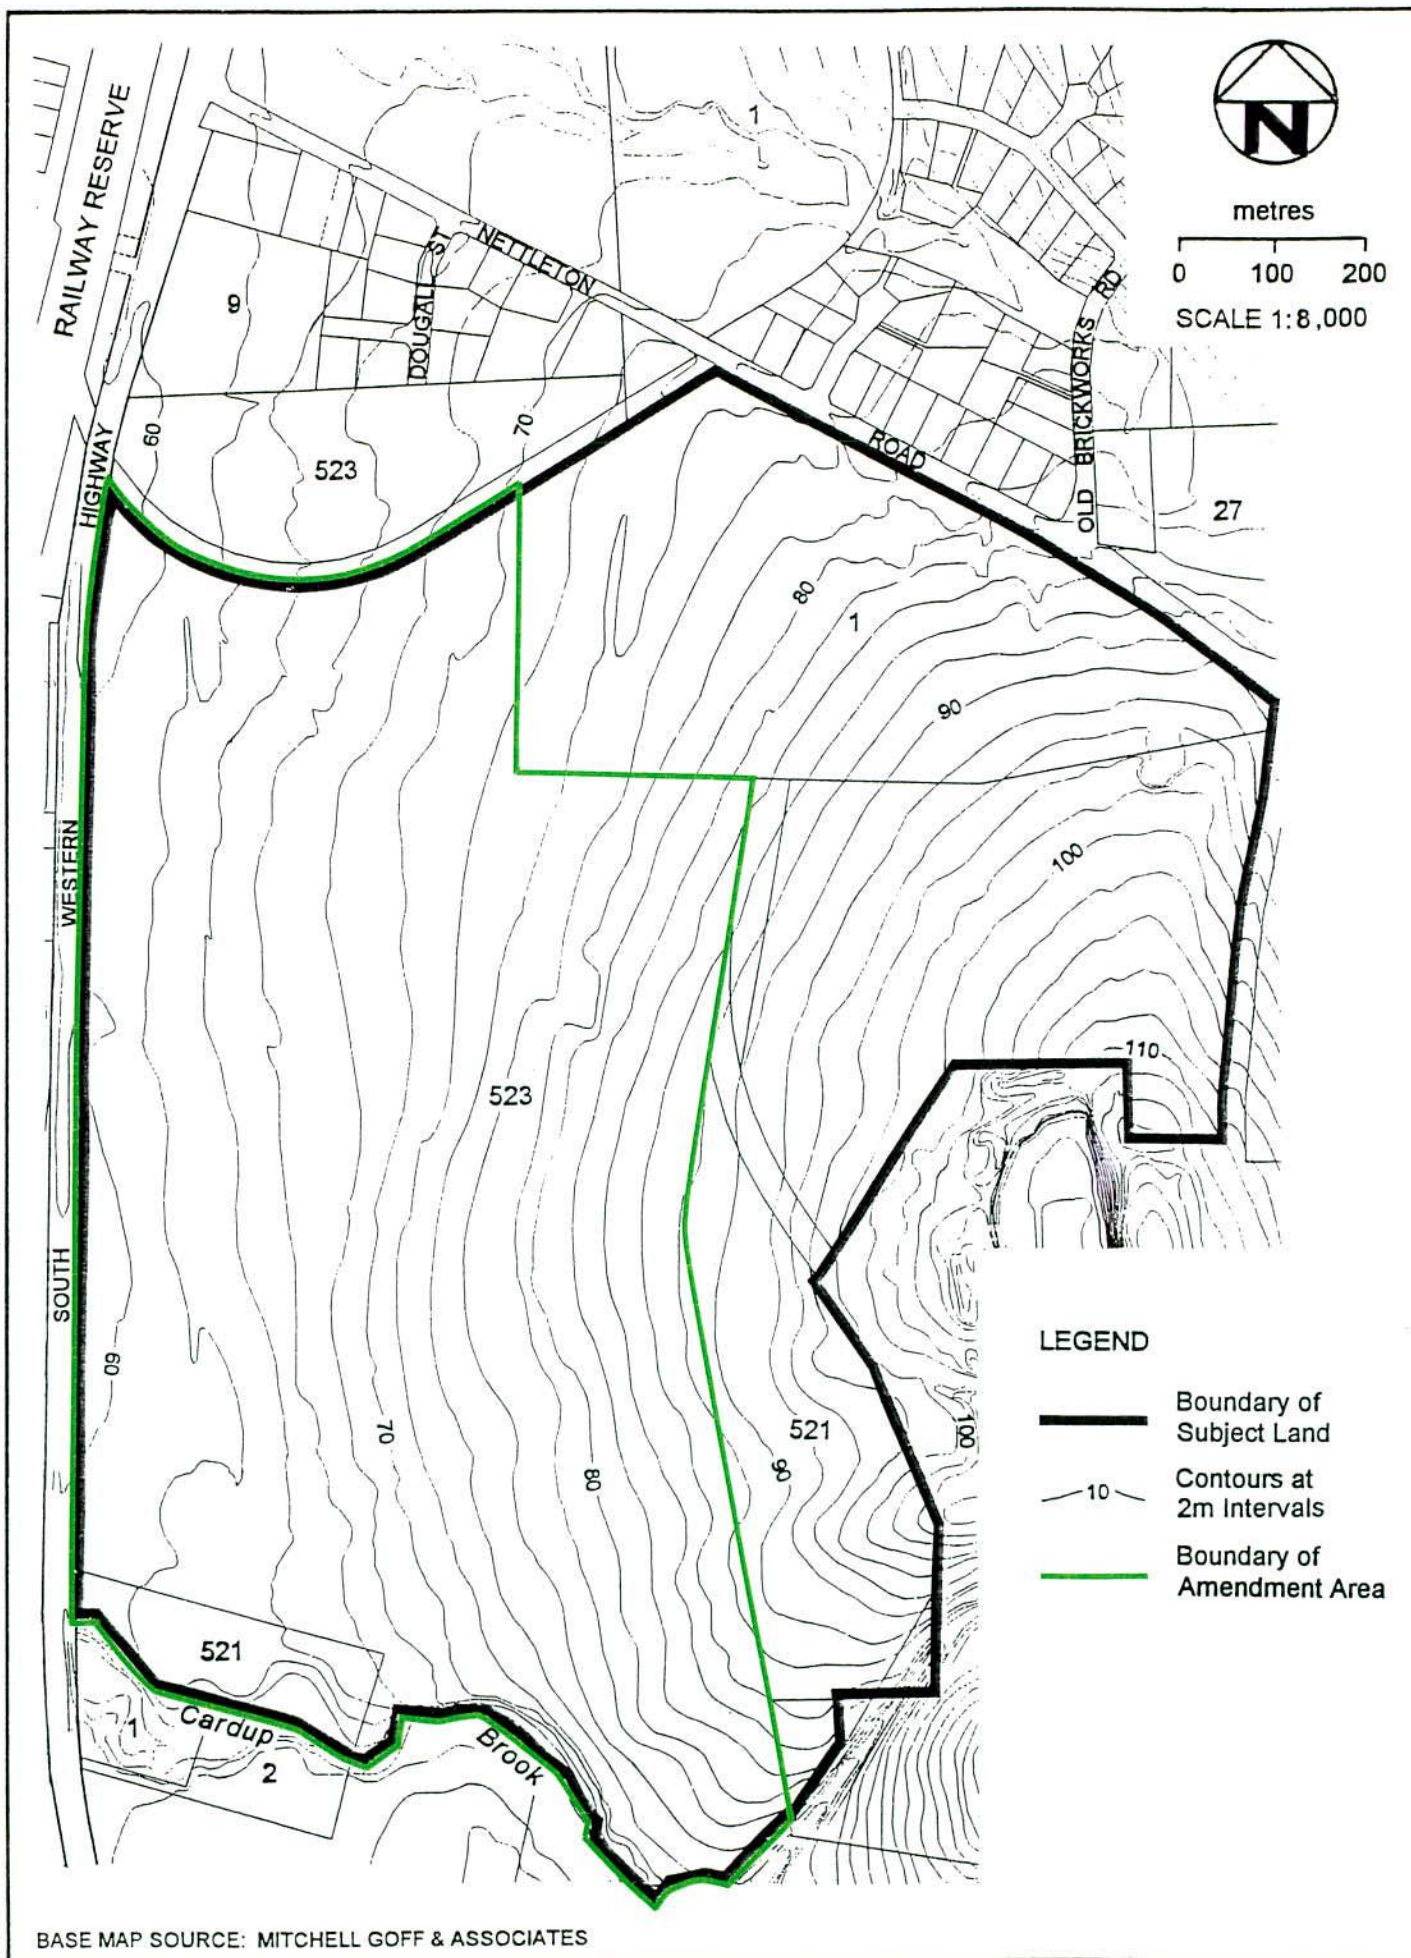 N
metres
0 100 200
SCALE 1:8,000
RAILWAY RESERVE
1
NETTLETON
DOUGALL ST
9
OLD BRICKWORKS RD
ROAD
27
HIGHWAY
60
523
70
80
1
90
100
WESTERN
110
523
SOUTH
60
70
80
521
90
100
LEGEND
Boundary of
Subject Land
10
Contours at
2m Intervals
Boundary of
Amendment Area
521
1
Cardup
2
Brook
BASE MAP SOURCE: MITCHELL GOFF & ASSOCIATES